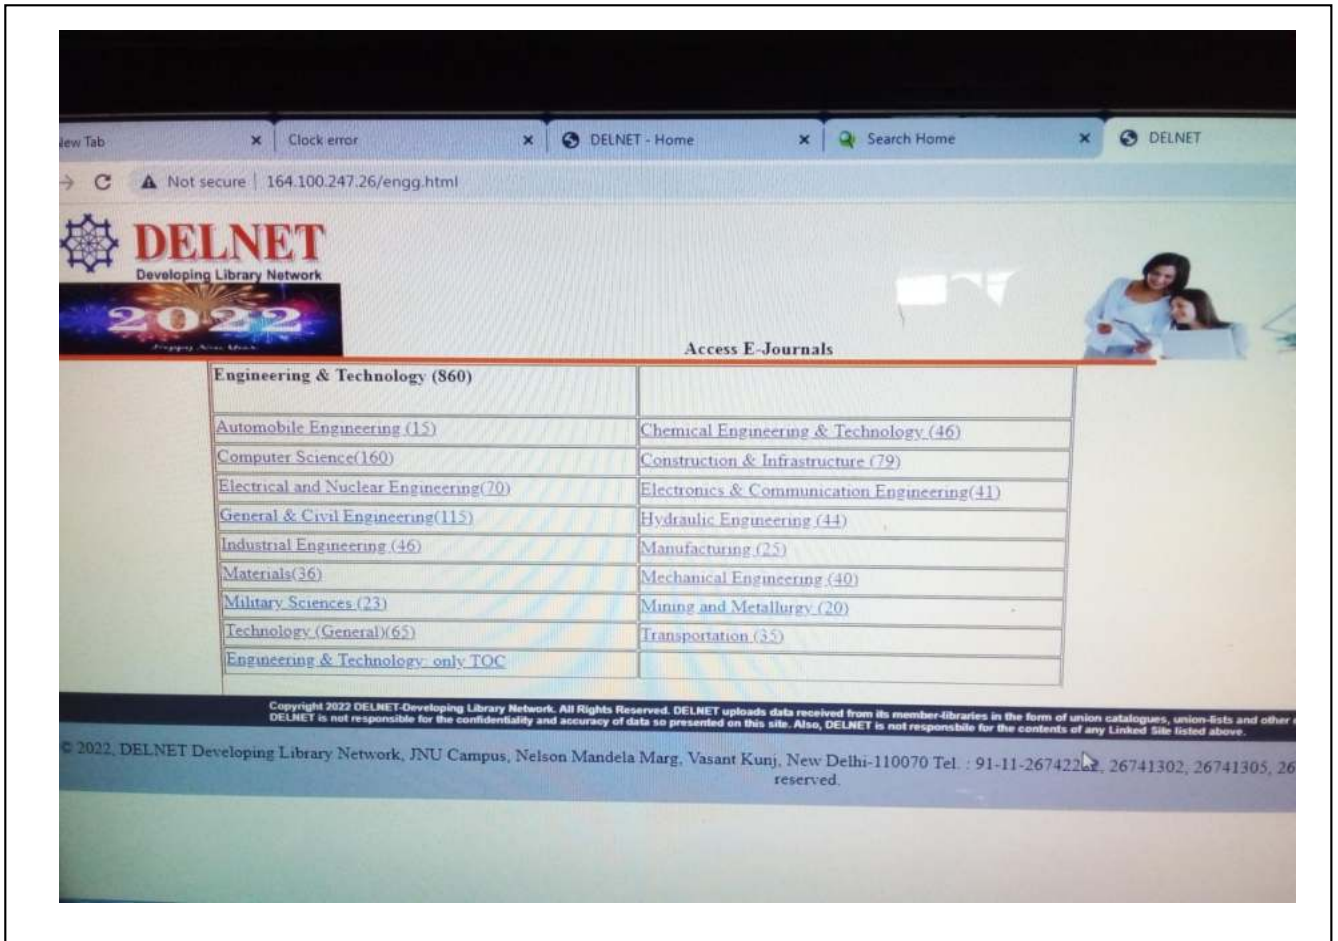 New Tab
Clock error
DELNET - Home
Search Home
DELNET
Not secure | 164.100.247.26/engg.html
DELNET
Developing Library Network
2022
Happy New Year
Access E-Journals
Engineering & Technology (860)
Automobile Engineering (15)
Chemical Engineering & Technology (46)
Computer Science(160)
Construction & Infrastructure (79)
Electrical and Nuclear Engineering(70)
Electronics & Communication Engineering(41)
General & Civil Engineering(115)
Hydraulic Engineering (44)
Industrial Engineering (46)
Manufacturing (25)
Materials(36)
Mechanical Engineering (40)
Military Sciences (23)
Mining and Metallurgy (20)
Technology (General)(65)
Transportation (35)
Engineering & Technology: only TOC
Copyright 2022 DELNET-Developing Library Network. All Rights Reserved. DELNET uploads data received from its member-libraries in the form of union catalogues, union-lists and other
DELNET is not responsible for the confidentiality and accuracy of data so presented on this site. Also, DELNET is not responsbile for the contents of any Linked Site listed above.
© 2022, DELNET Developing Library Network, JNU Campus, Nelson Mandela Marg, Vasant Kunj, New Delhi-110070 Tel. : 91-11- 26741302, 26741305, 26
reserved.